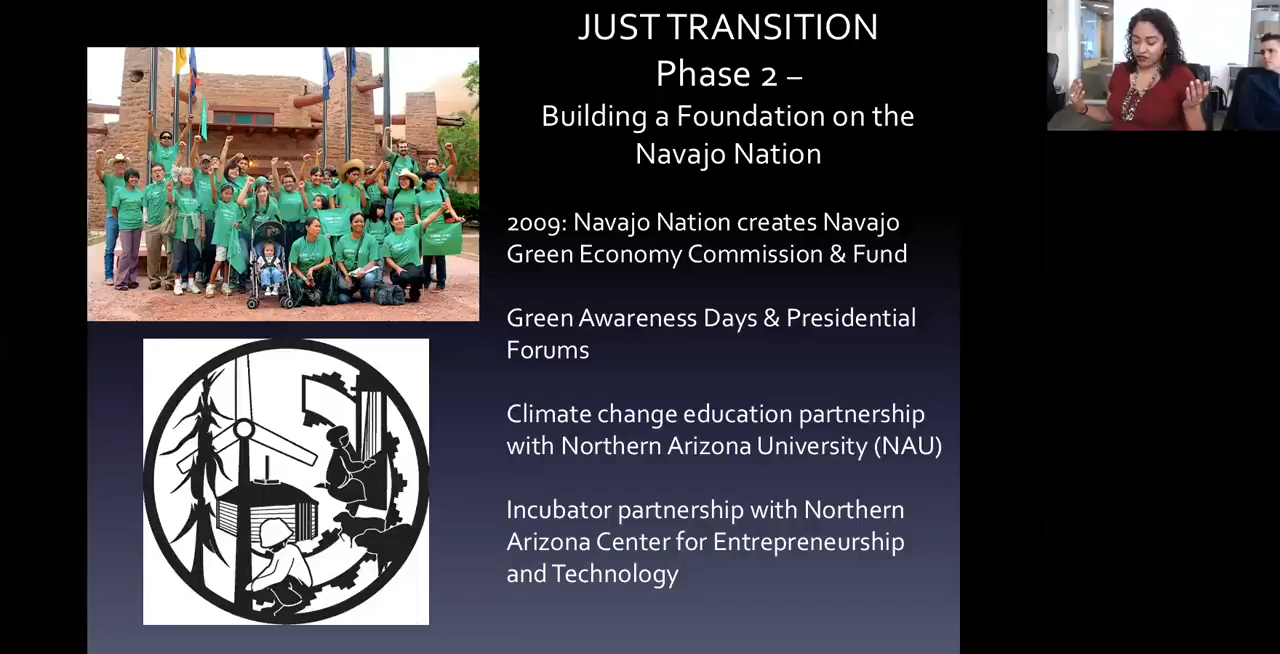 JUST TRANSITION
Phase 2 –
Building a Foundation on the
Navajo Nation
2009: Navajo Nation creates Navajo
Green Economy Commission & Fund
Green Awareness Days & Presidential
Forums
Climate change education partnership
with Northern Arizona University (NAU)
Incubator partnership with Northern
Arizona Center for Entrepreneurship
and Technology